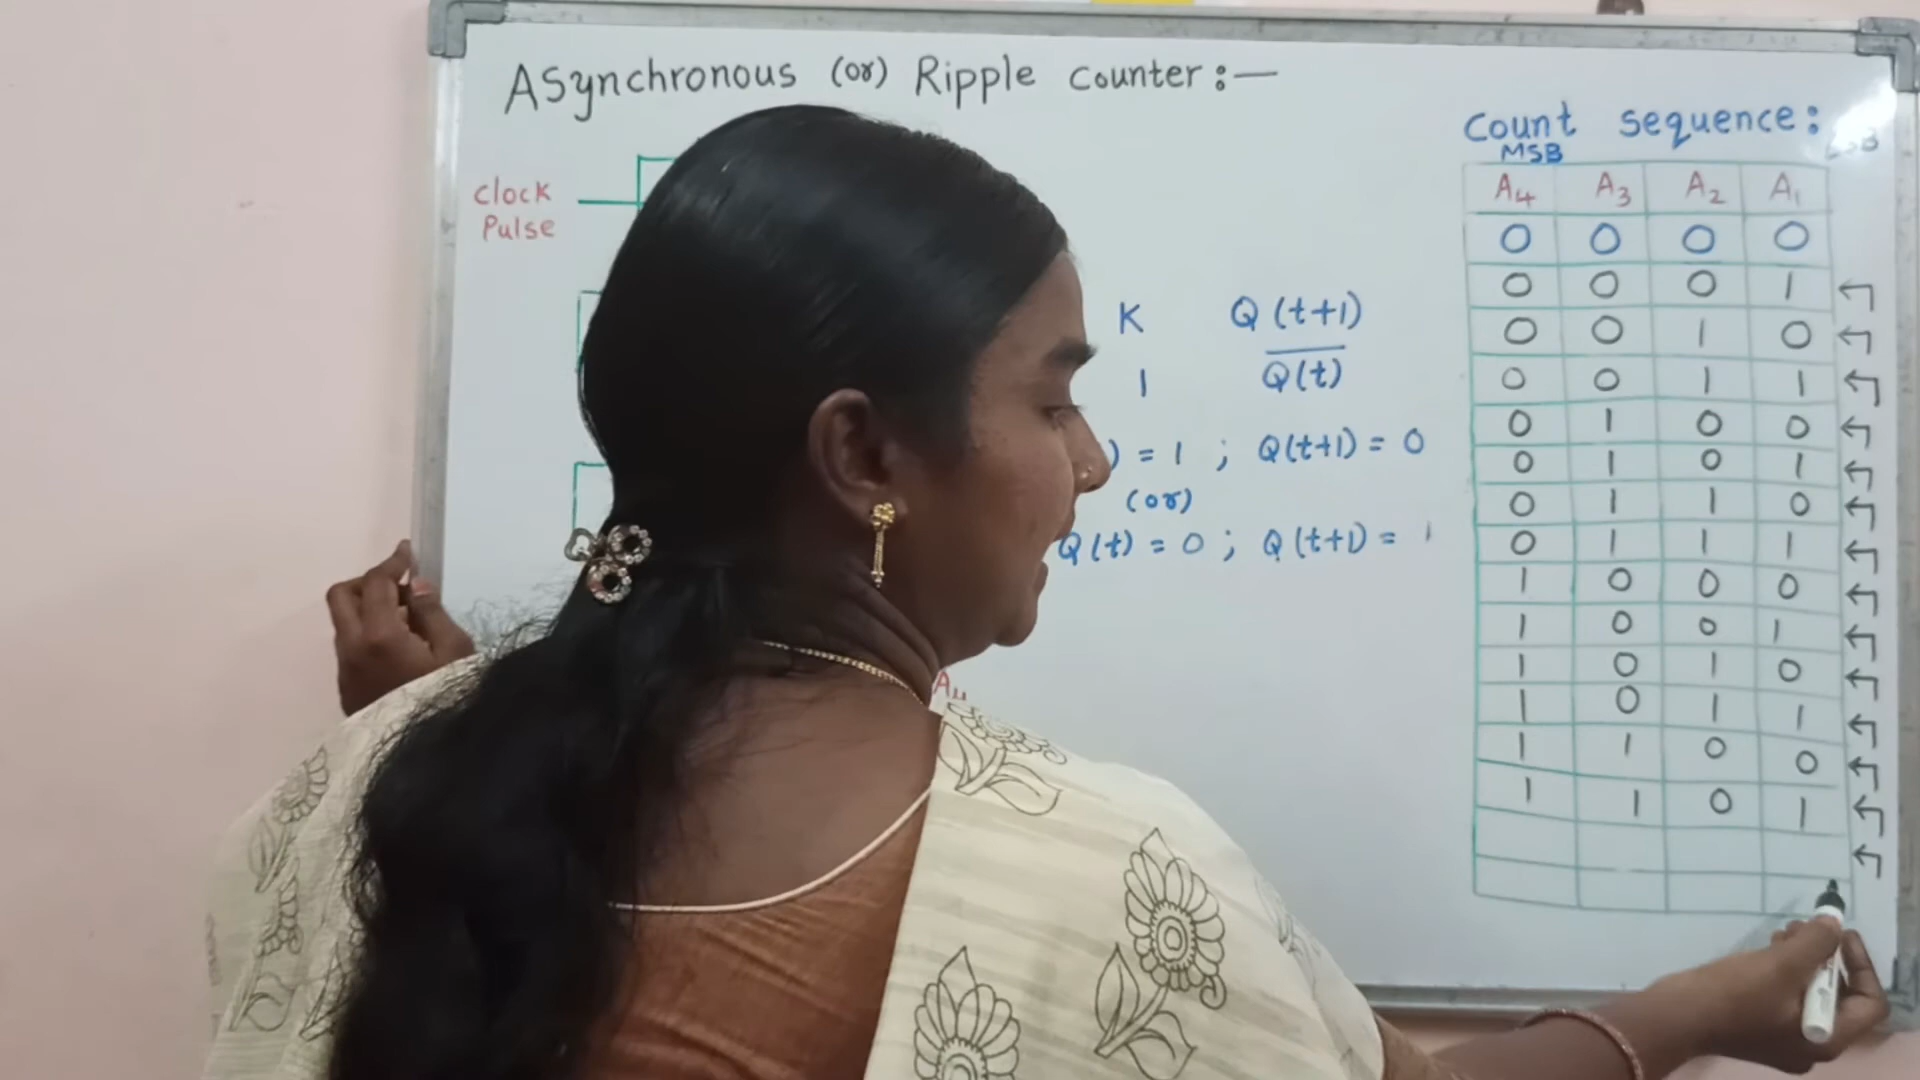 Asynchronous (or) Ripple counter :—
Clock
Pulse
K Q (t+1)
1 Q(t)
) = 1 ; Q(t+1) = 0
(or)
Q(t) = 0 ; Q(t+1) = 1
A4
Count sequence:
MSB
A4 A3 A2 A1
0 0 0 0
0 0 0 1
0 0 1 0
0 0 1 1
0 1 0 0
0 1 0 1
0 1 1 0
0 1 1 1
1 0 0 0
1 0 0 1
1 0 1 0
1 0 1 1
1 1 0 0
1 1 0 1